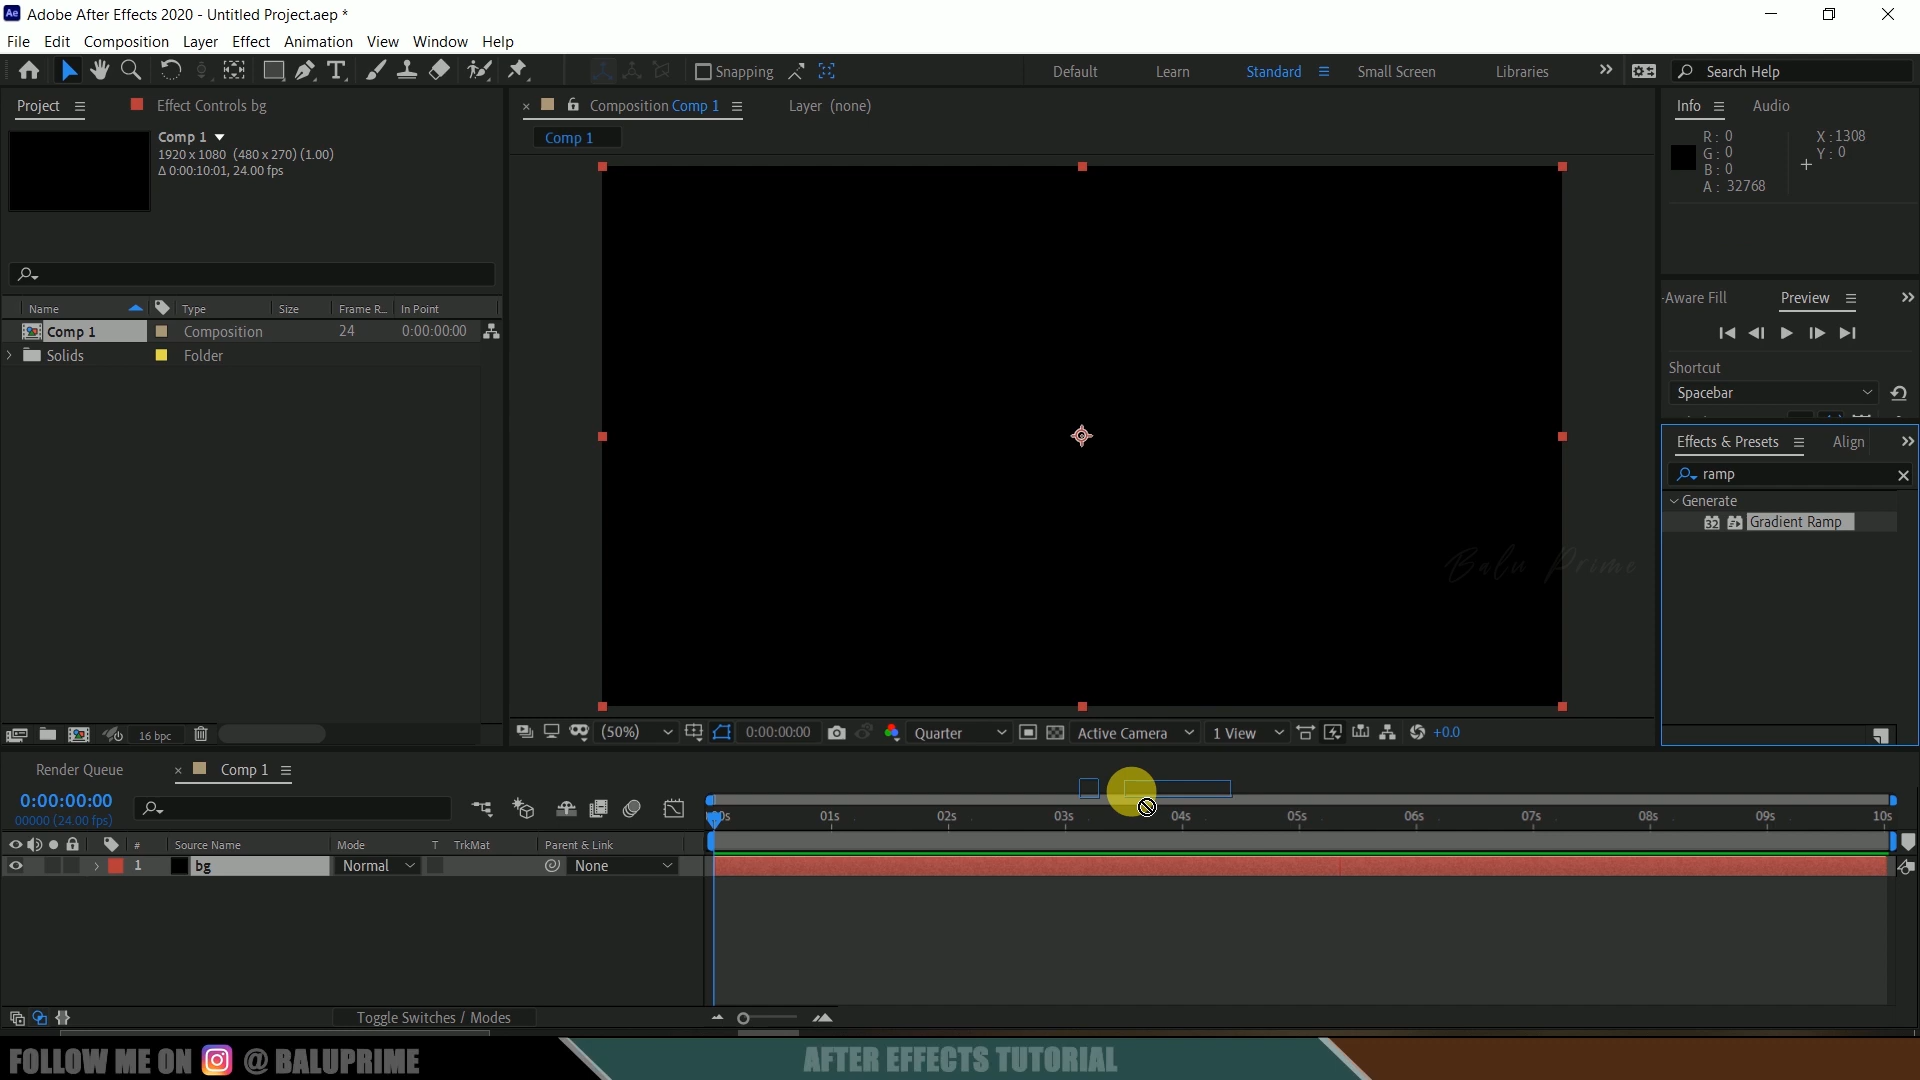 Ae Adobe After Effects 2020 - Untitled Project.aep *
File Edit Composition Layer Effect Animation View Window Help
Snapping Default Learn Standard Small Screen Libraries Search Help
Project Effect Controls bg
Comp 1
1920 x 1080 (480 x 270) (1.00)
Δ 0:00:10:01, 24.00 fps
Name Type Size Frame R... In Point
Comp 1 Composition 24 0:00:00:00
Solids Folder
16 bpc
Composition Comp 1 Layer (none)
Comp 1
Balu Prime
(50%) 0:00:00:00 Quarter Active Camera 1 View +0.0
Info Audio
R: 0 X: 1308
G: 0 Y: 0
B: 0
A: 32768
-Aware Fill Preview
Shortcut
Spacebar
Effects & Presets Align
ramp
Generate
32 Gradient Ramp
Render Queue Comp 1
0:00:00:00
00000 (24.00 fps)
01s 02s 03s 04s 05s 06s 07s 08s 09s 10s
# Source Name Mode T TrkMat Parent & Link
1 bg Normal None
Toggle Switches / Modes
FOLLOW ME ON @ BALUPRIME AFTER EFFECTS TUTORIAL